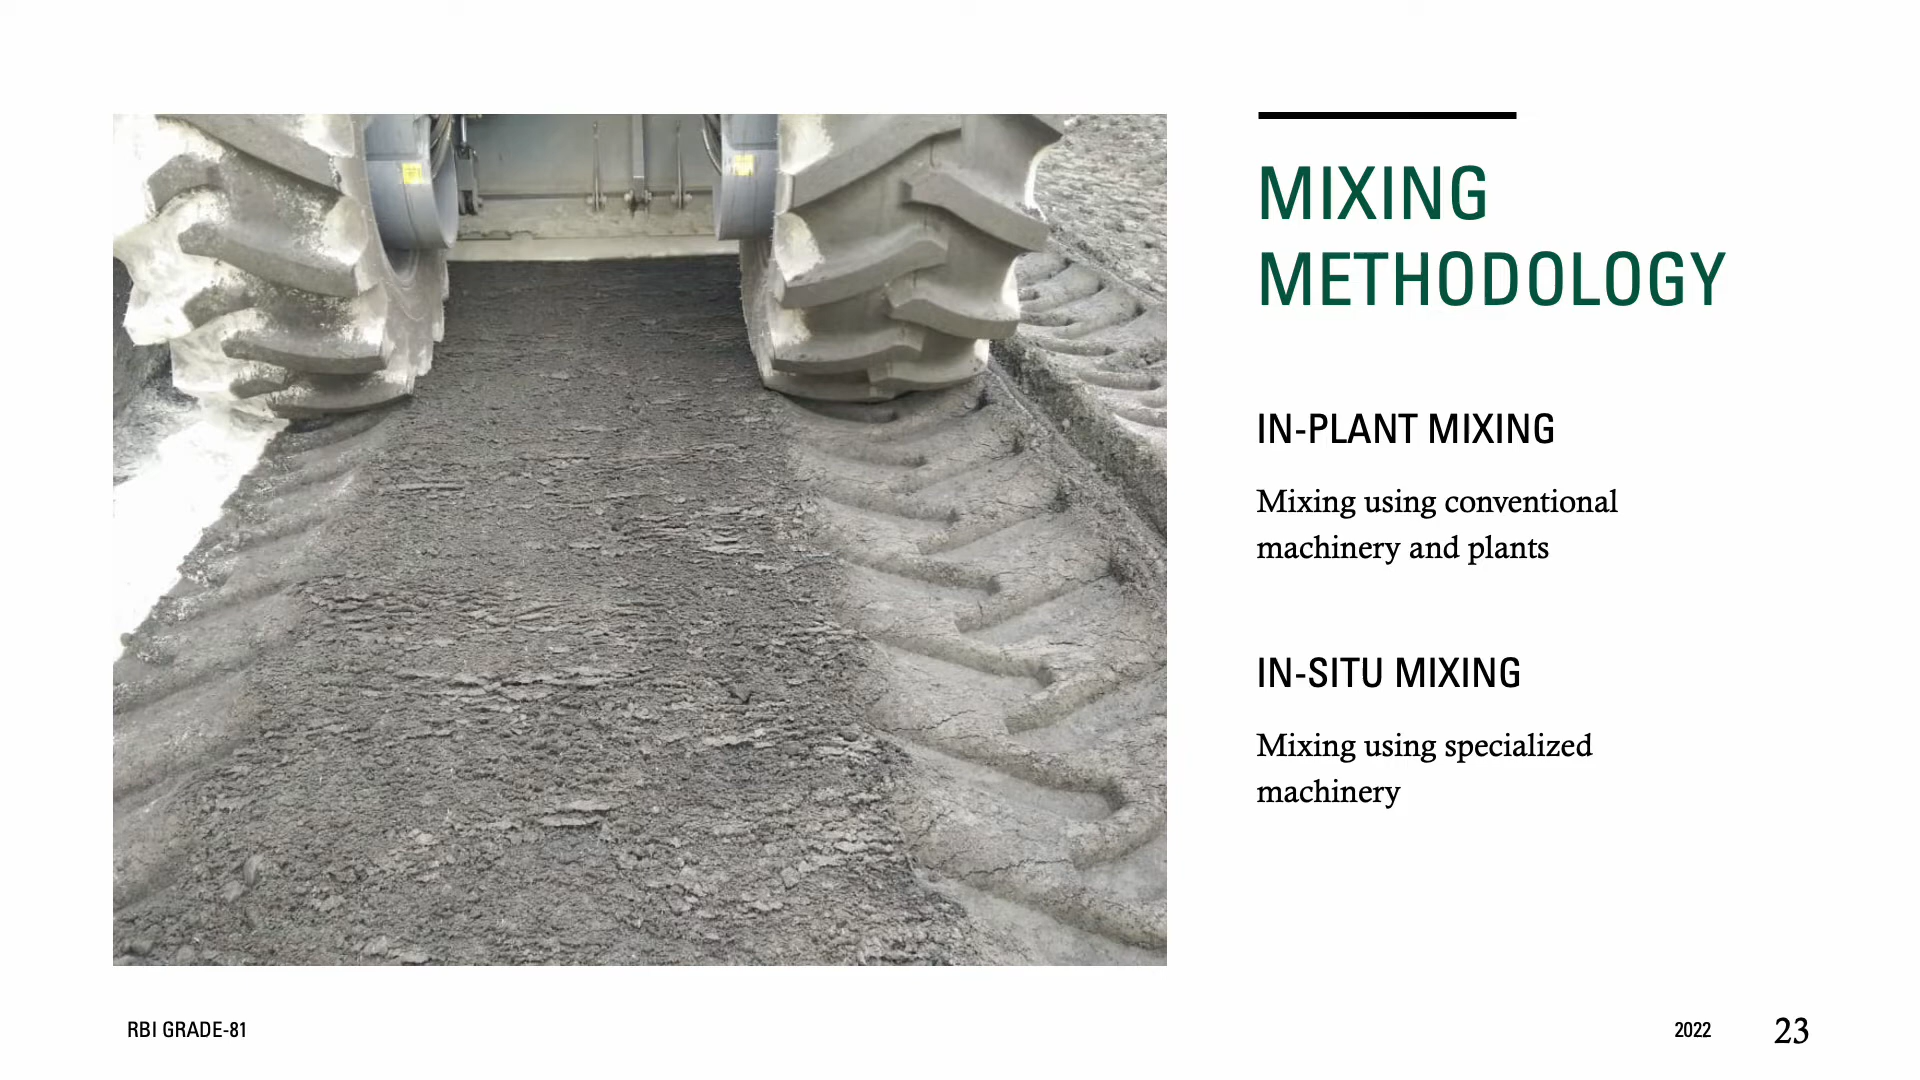 MIXING
METHODOLOGY
IN-PLANT MIXING
Mixing using conventional
machinery and plants
IN-SITU MIXING
Mixing using specialized
machinery
RBI GRADE-81
2022
23